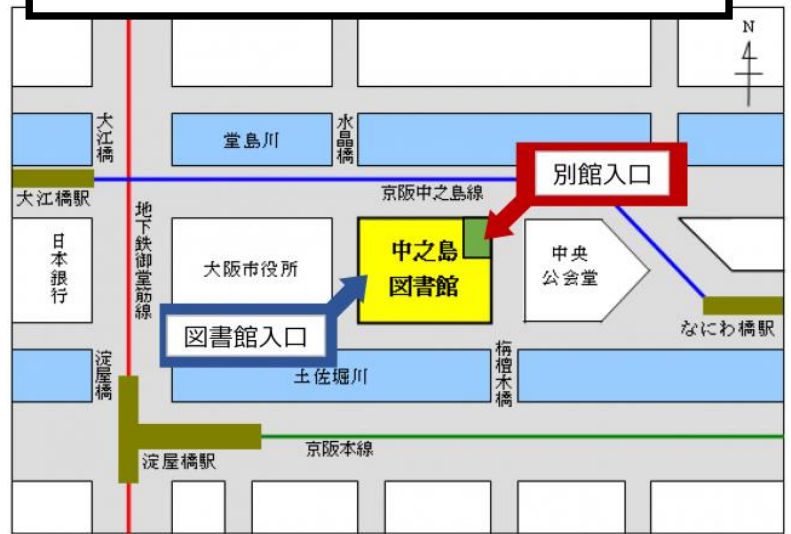 N
大江橋
堂島川
水晶橋
別館入口
大江橋駅
京阪中之島線
地下鉄御堂筋線
日本銀行
大阪市役所
中之島
図書館
中央
公会堂
図書館入口
なにわ橋駅
淀屋橋
土佐堀川
栴檀木橋
淀屋橋駅
京阪本線